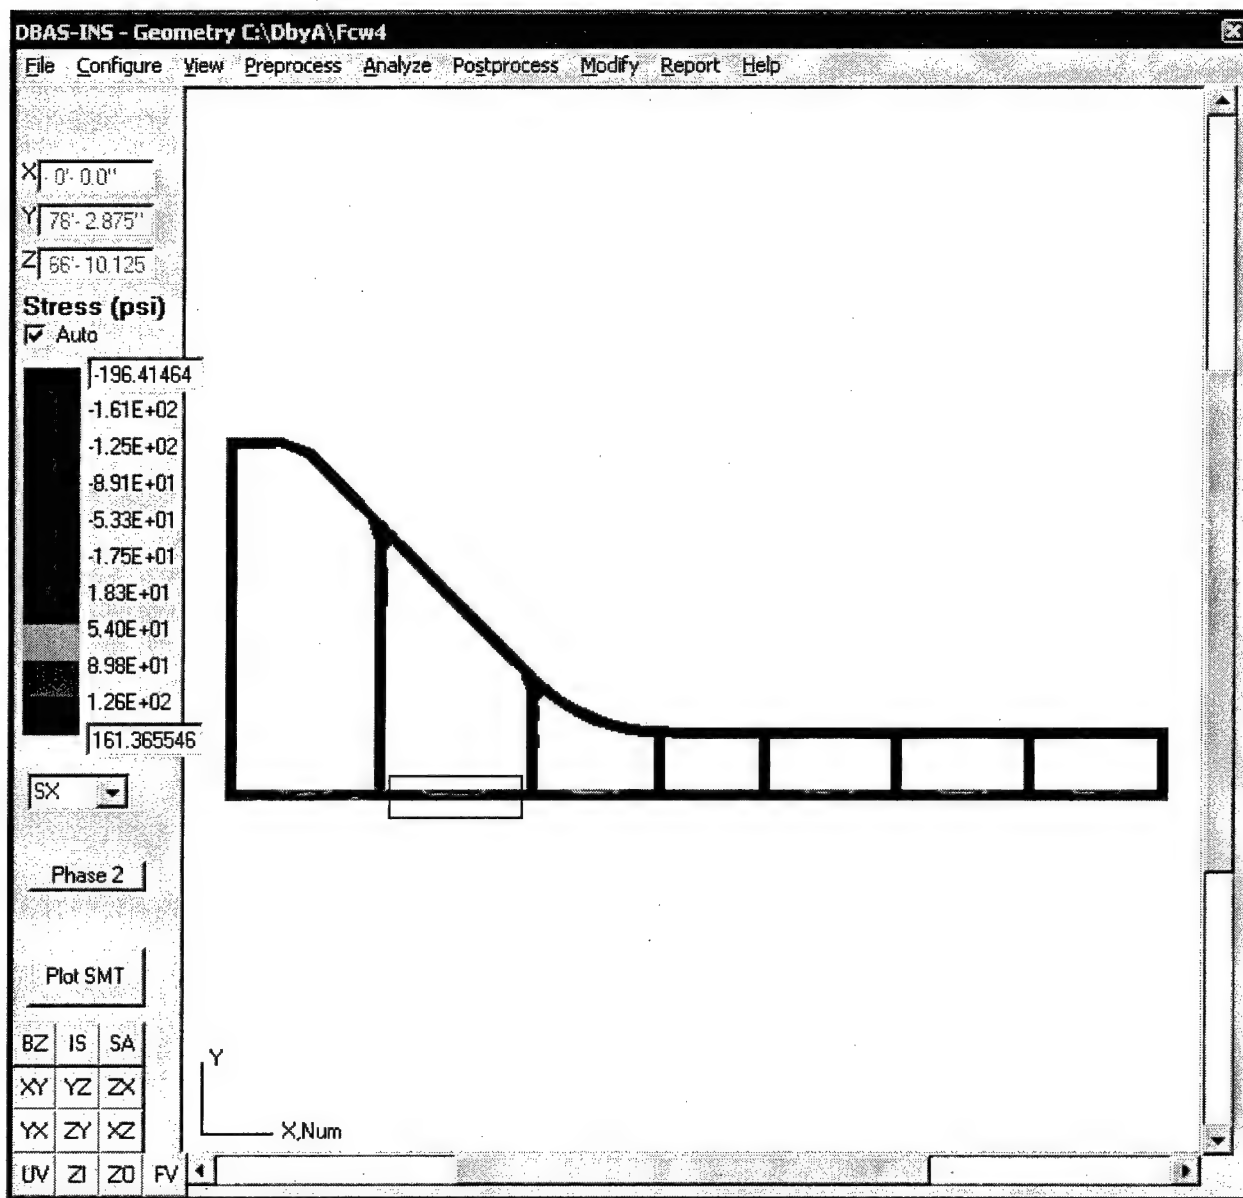 DBAS-INS - Geometry C:\DbyA\Fcw4
File Configure View Preprocess Analyze Postprocess Modify Report Help
X - 0'- 0.0"
Y 78'- 2.875"
Z 66'- 10.125
Stress (psi)
Auto
-196.41464
-1.61E+02
-1.25E+02
-8.91E+01
-5.33E+01
-1.75E+01
1.83E+01
5.40E+01
8.98E+01
1.26E+02
161.365546
SX
Phase 2
Plot SMT
BZ IS SA
XY YZ ZX
YX ZY XZ
UV ZI ZO FV
Y
X,Num